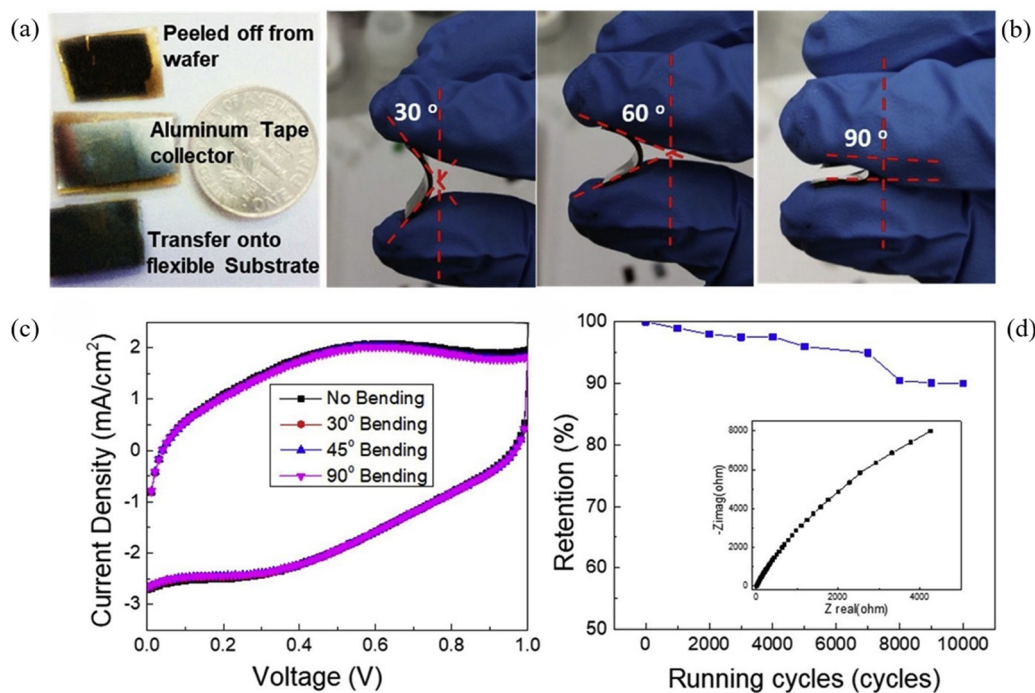 (a)
Peeled off from
wafer
Aluminum Tape
collector
Transfer onto
flexible Substrate
30 °
60 °
90 °
(b)
(c)
Current Density (mA/cm²)
2
1
0
-1
-2
-3
No Bending
30° Bending
45° Bending
90° Bending
0.0 0.2 0.4 0.6 0.8 1.0
Voltage (V)
(d)
Retention (%)
100
90
80
70
60
50
-Zimag(ohm)
8000
6000
4000
2000
0
0 2000 4000
Z real(ohm)
0 2000 4000 6000 8000 10000
Running cycles (cycles)